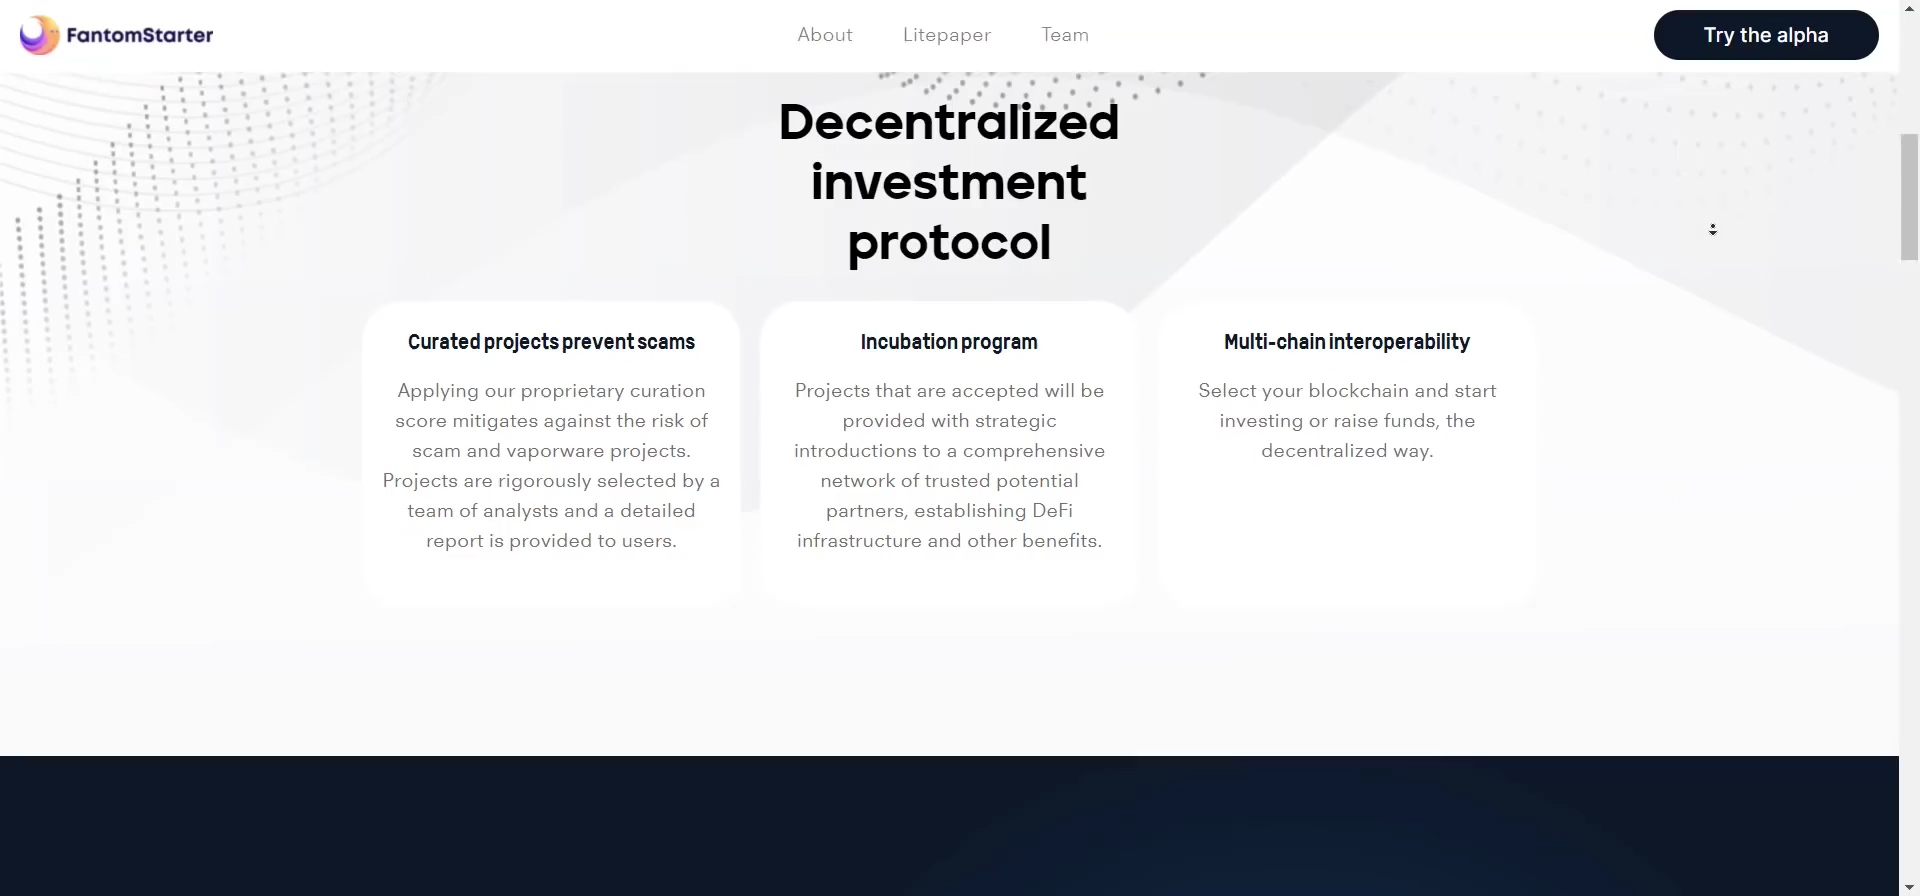 FantomStarter
About
Litepaper
Team
Try the alpha
Decentralized
investment
protocol
Curated projects prevent scams
Applying our proprietary curation
score mitigates against the risk of
scam and vaporware projects.
Projects are rigorously selected by a
team of analysts and a detailed
report is provided to users.
Incubation program
Projects that are accepted will be
provided with strategic
introductions to a comprehensive
network of trusted potential
partners, establishing DeFi
infrastructure and other benefits.
Multi-chain interoperability
Select your blockchain and start
investing or raise funds, the
decentralized way.